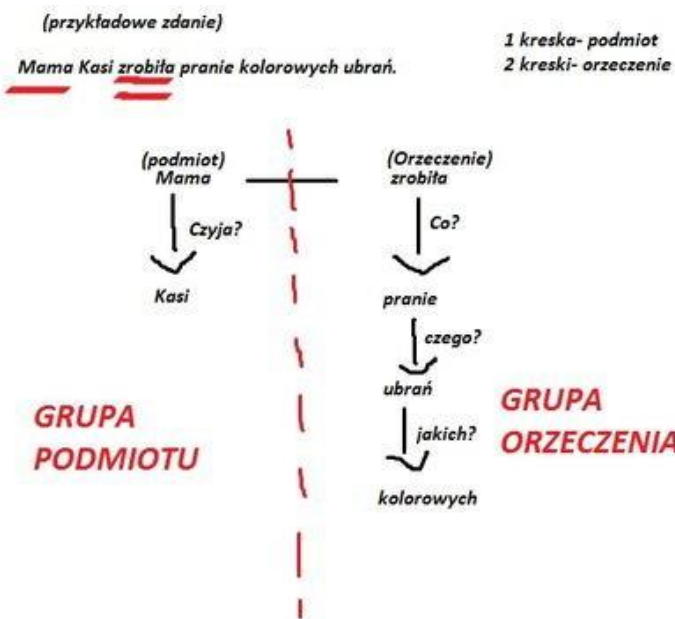 (przykładowe zdanie)
Mama Kasi zrobiła pranie kolorowych ubrań.
1 kreska- podmiot
2 kreski- orzeczenie
(podmiot)
Mama
Czyja?
Kasi
(Orzeczenie)
zrobiła
Co?
pranie
czego?
ubrań
jakich?
kolorowych
GRUPA
PODMIOTU
GRUPA
ORZECZENIA